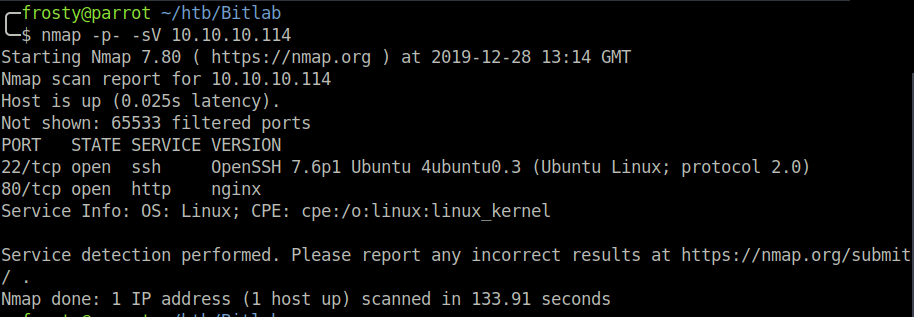 frosty@parrot ~/htb/Bitlab
$ nmap -p- -sV 10.10.10.114
Starting Nmap 7.80 ( https://nmap.org ) at 2019-12-28 13:14 GMT
Nmap scan report for 10.10.10.114
Host is up (0.025s latency).
Not shown: 65533 filtered ports
PORT   STATE SERVICE VERSION
22/tcp open  ssh     OpenSSH 7.6p1 Ubuntu 4ubuntu0.3 (Ubuntu Linux; protocol 2.0)
80/tcp open  http    nginx
Service Info: OS: Linux; CPE: cpe:/o:linux:linux_kernel
Service detection performed. Please report any incorrect results at https://nmap.org/submit
/ .
Nmap done: 1 IP address (1 host up) scanned in 133.91 seconds
frosty@parrot ~/htb/Bitlab